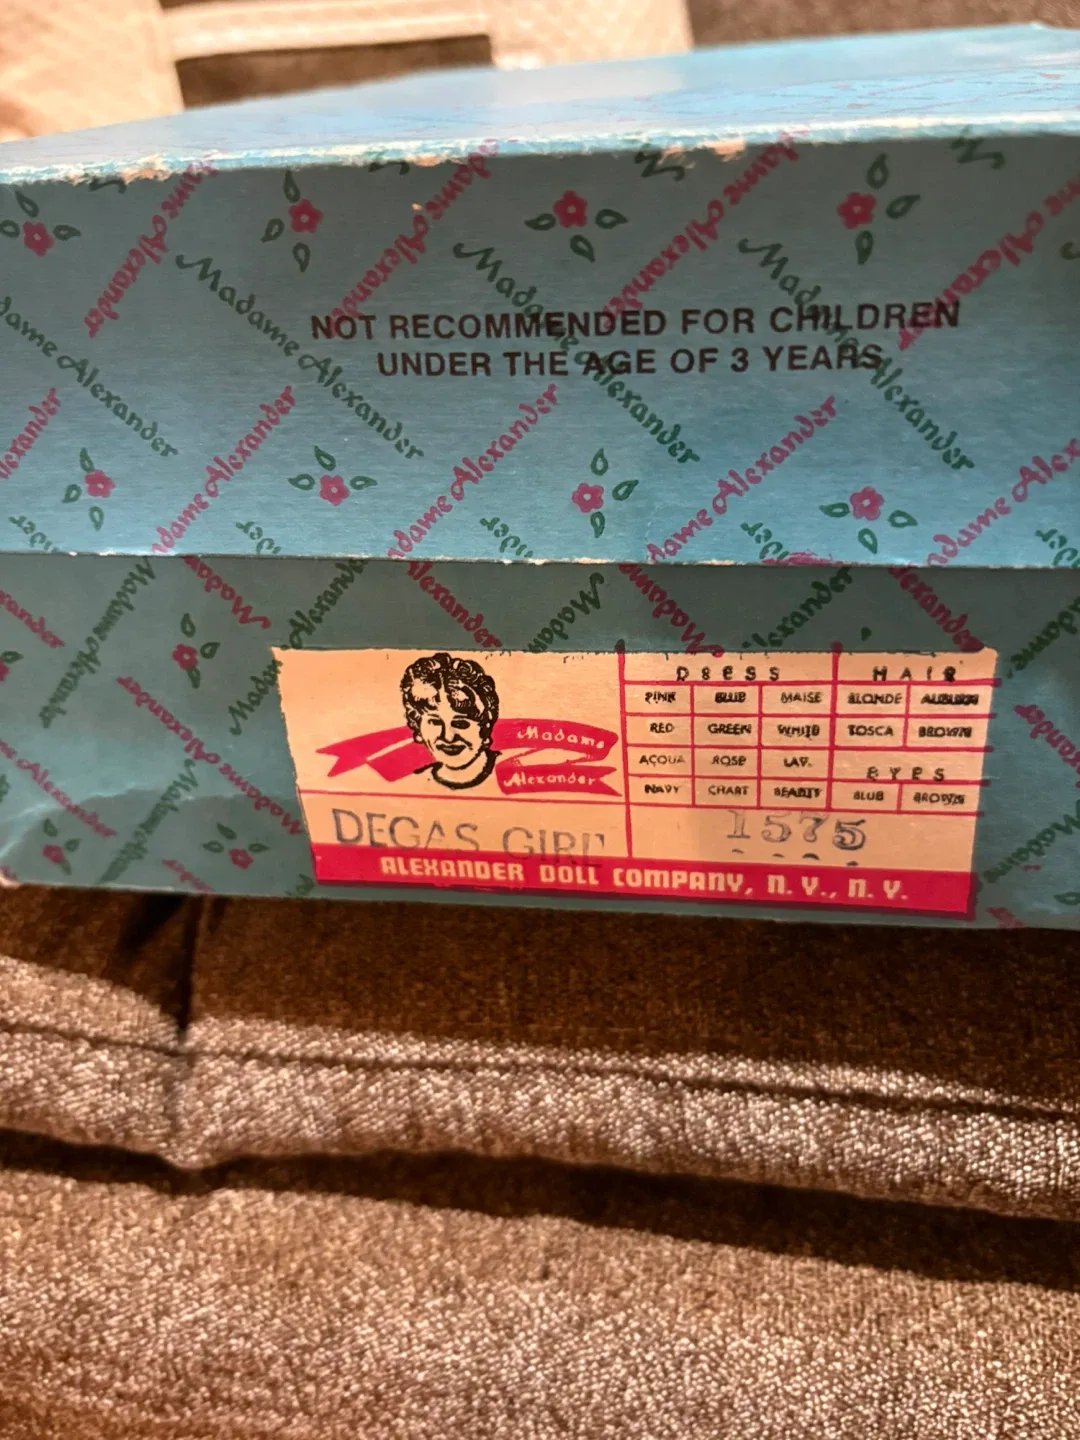 Madame Alexander
NOT RECOMMENDED FOR CHILDREN
UNDER THE AGE OF 3 YEARS
Madame Alexander
DRESS HAIR
PINK BLUE MAISE BLONDE AUBURN
RED GREEN WHITE TOSCA BROWN
ACQUA ROSE LAV. EYES
NAVY CHART BEAUTY BLUE BROWN
DEGAS GIRL 1575
ALEXANDER DOLL COMPANY, N. Y., N. Y.